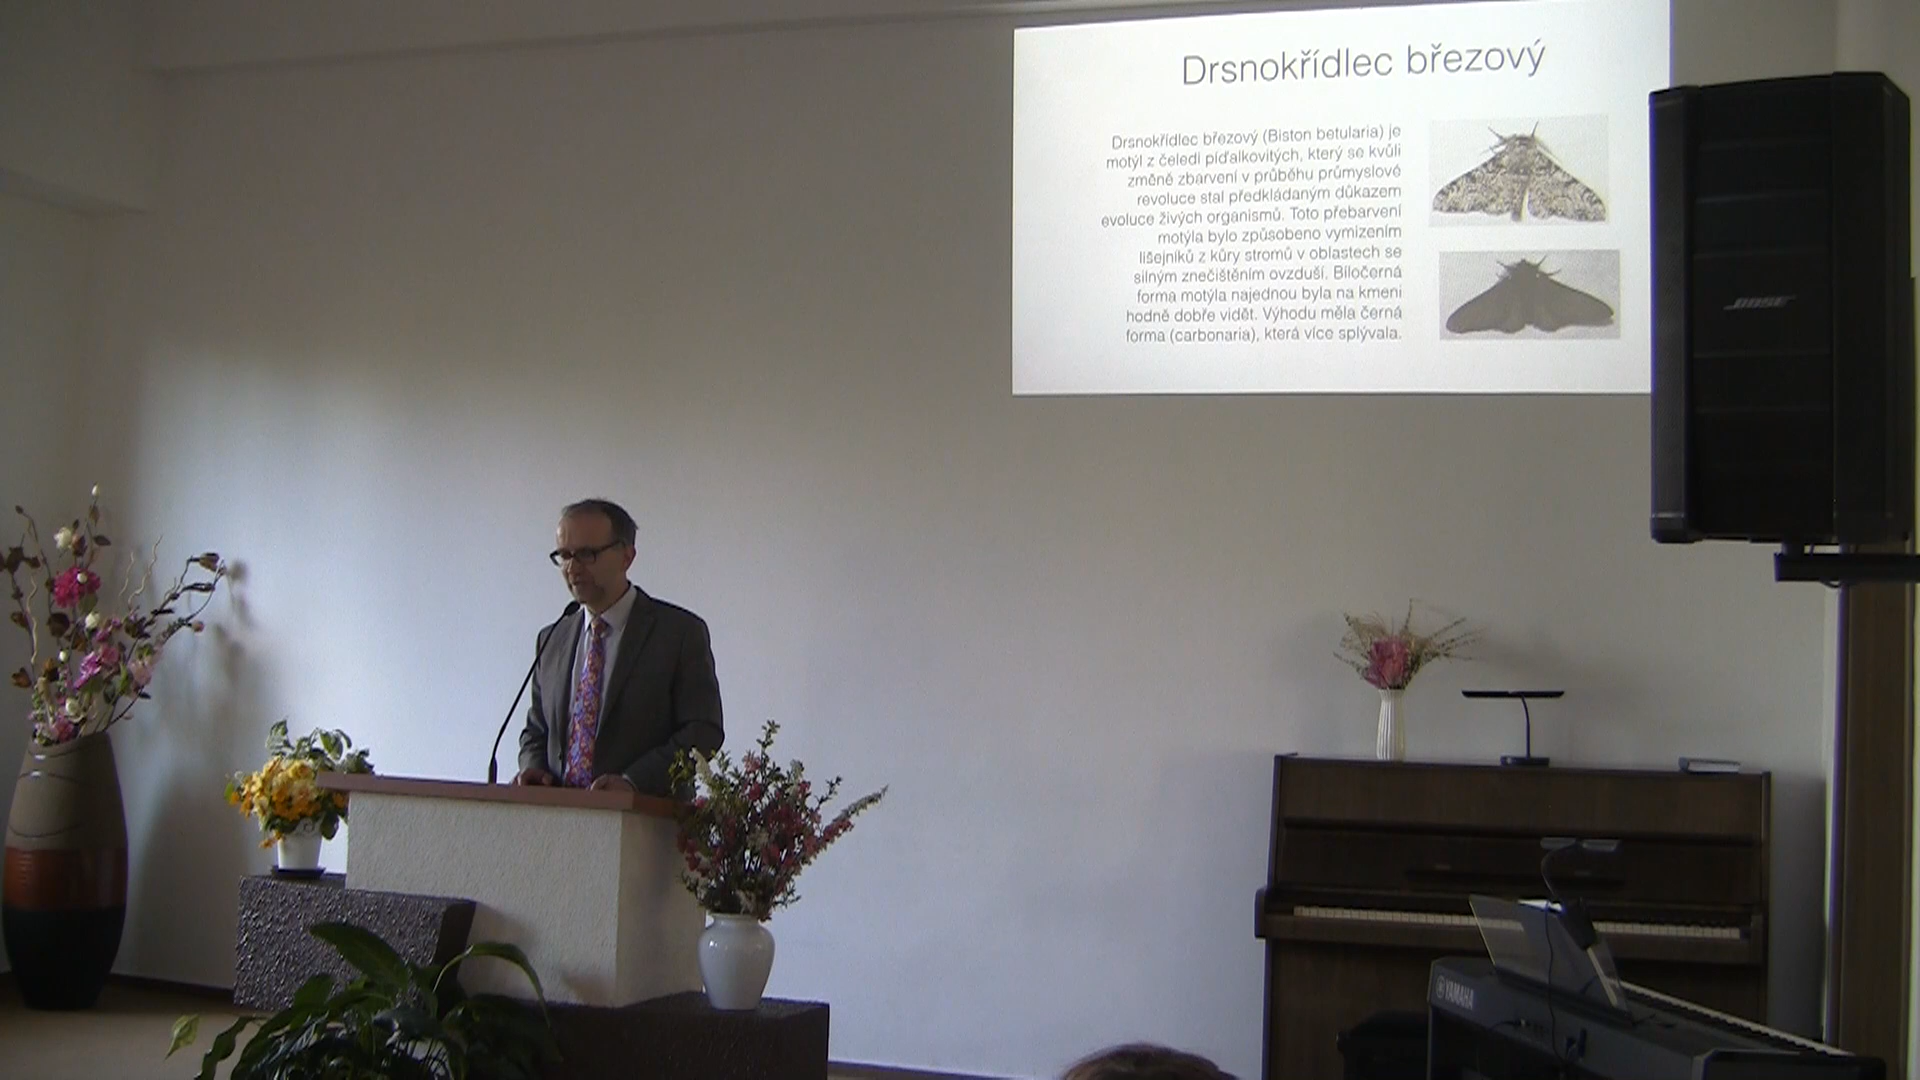 Drsnokřídlec březový
Drsnokřídlec březový (Biston betularia) je
motýl z čeledi píďalkovitých, který se kvůli
změně zbarvení v průběhu průmyslové
revoluce stal předkládaným důkazem
evoluce živých organismů. Toto přebarvení
motýla bylo způsobeno vymizením
lišejníků z kůry stromů v oblastech se
silným znečištěním ovzduší. Bíločerná
forma motýla najednou byla na kmeni
hodně dobře vidět. Výhodu měla černá
forma (carbonaria), která více splývala.
BOSE
YAMAHA